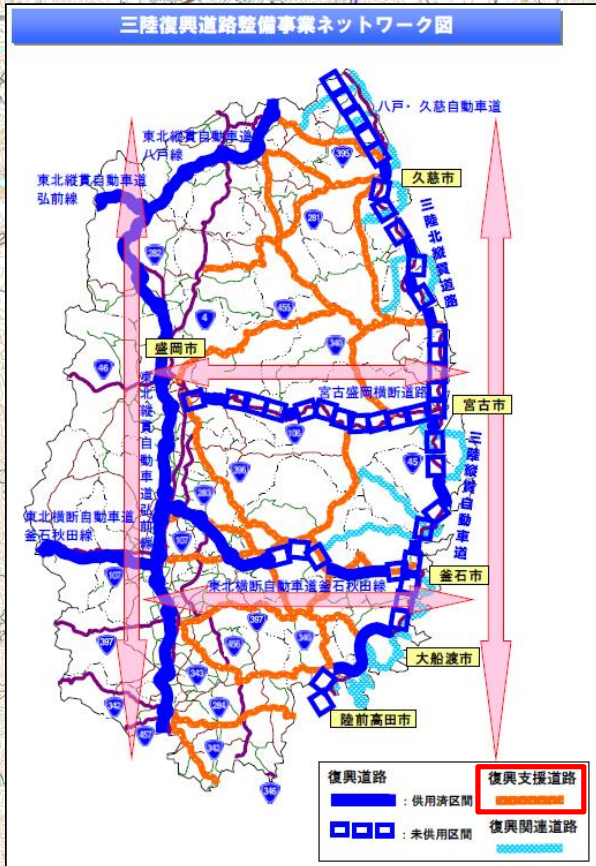 三陸復興道路整備事業ネットワーク図
八戸・久慈自動車道
東北縦貫自動車道
八戸線
395
久慈市
東北縦貫自動車道
弘前線
三陸北縦貫道路
281
282
455
4
340
盛岡市
46
宮古盛岡横断道路
宮古市
106
東北縦貫自動車道弘前線
396
45
三陸縦貫自動車道
283
東北横断自動車道
釜石秋田線
107
107
釜石市
東北横断自動車道釜石秋田線
397
397
456
340
大船渡市
343
342
284
陸前高田市
457
342
346
復興道路
:供用済区間
:未供用区間
復興支援道路
復興関連道路